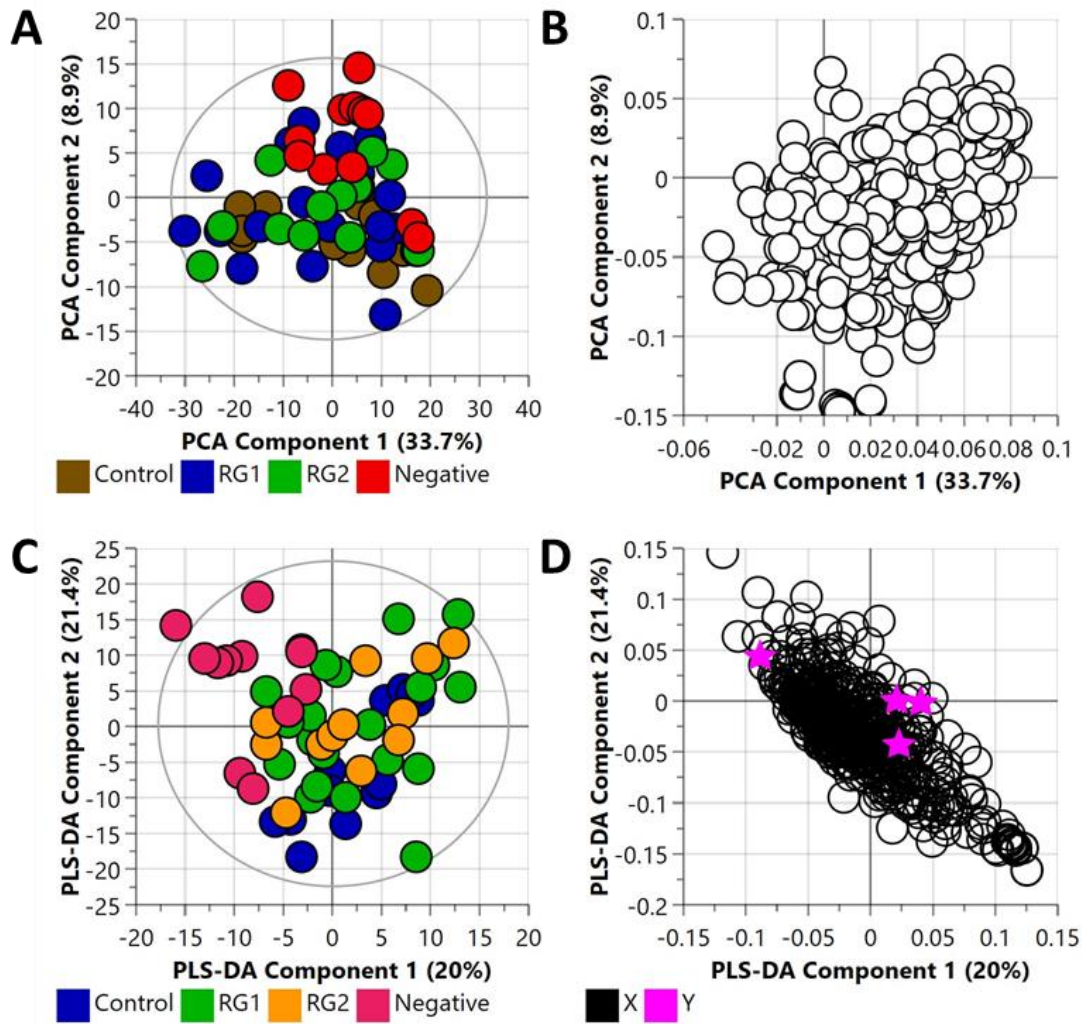 A
20
15
10
5
0
-5
-10
-15
-20
PCA Component 2 (8.9%)
-40 -30 -20 -10 0 10 20 30 40
PCA Component 1 (33.7%)
Control RG1 RG2 Negative
B
0.1
0.05
0
-0.05
-0.1
-0.15
PCA Component 2 (8.9%)
-0.06 -0.02 0 0.02 0.04 0.06 0.08 0.1
PCA Component 1 (33.7%)
C
25
20
15
10
5
0
-5
-10
-15
-20
-25
PLS-DA Component 2 (21.4%)
-20 -15 -10 -5 0 5 10 15 20
PLS-DA Component 1 (20%)
Control RG1 RG2 Negative
D
0.15
0.1
0.05
0
-0.05
-0.1
-0.15
-0.2
PLS-DA Component 2 (21.4%)
-0.15 -0.1 -0.05 0 0.05 0.1 0.15
PLS-DA Component 1 (20%)
X Y